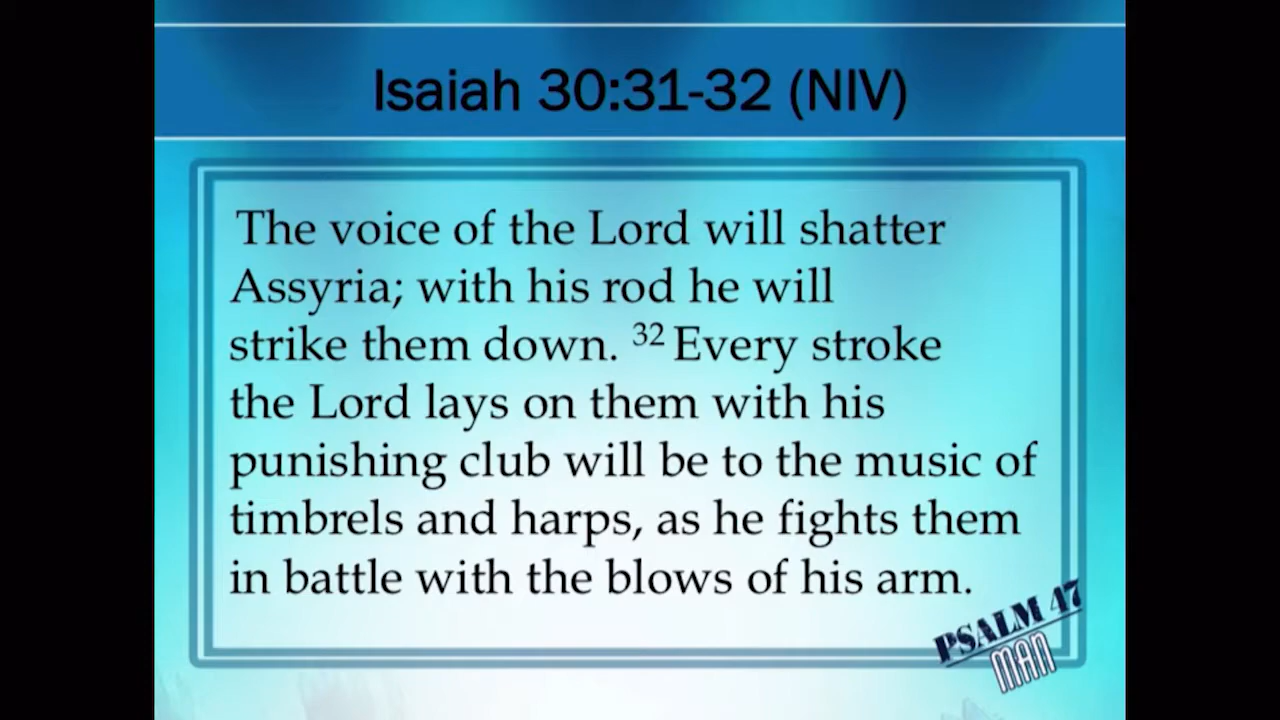 Isaiah 30:31-32 (NIV)
The voice of the Lord will shatter
Assyria; with his rod he will
strike them down. 32 Every stroke
the Lord lays on them with his
punishing club will be to the music of
timbrels and harps, as he fights them
in battle with the blows of his arm.
PSALM 47
MAN